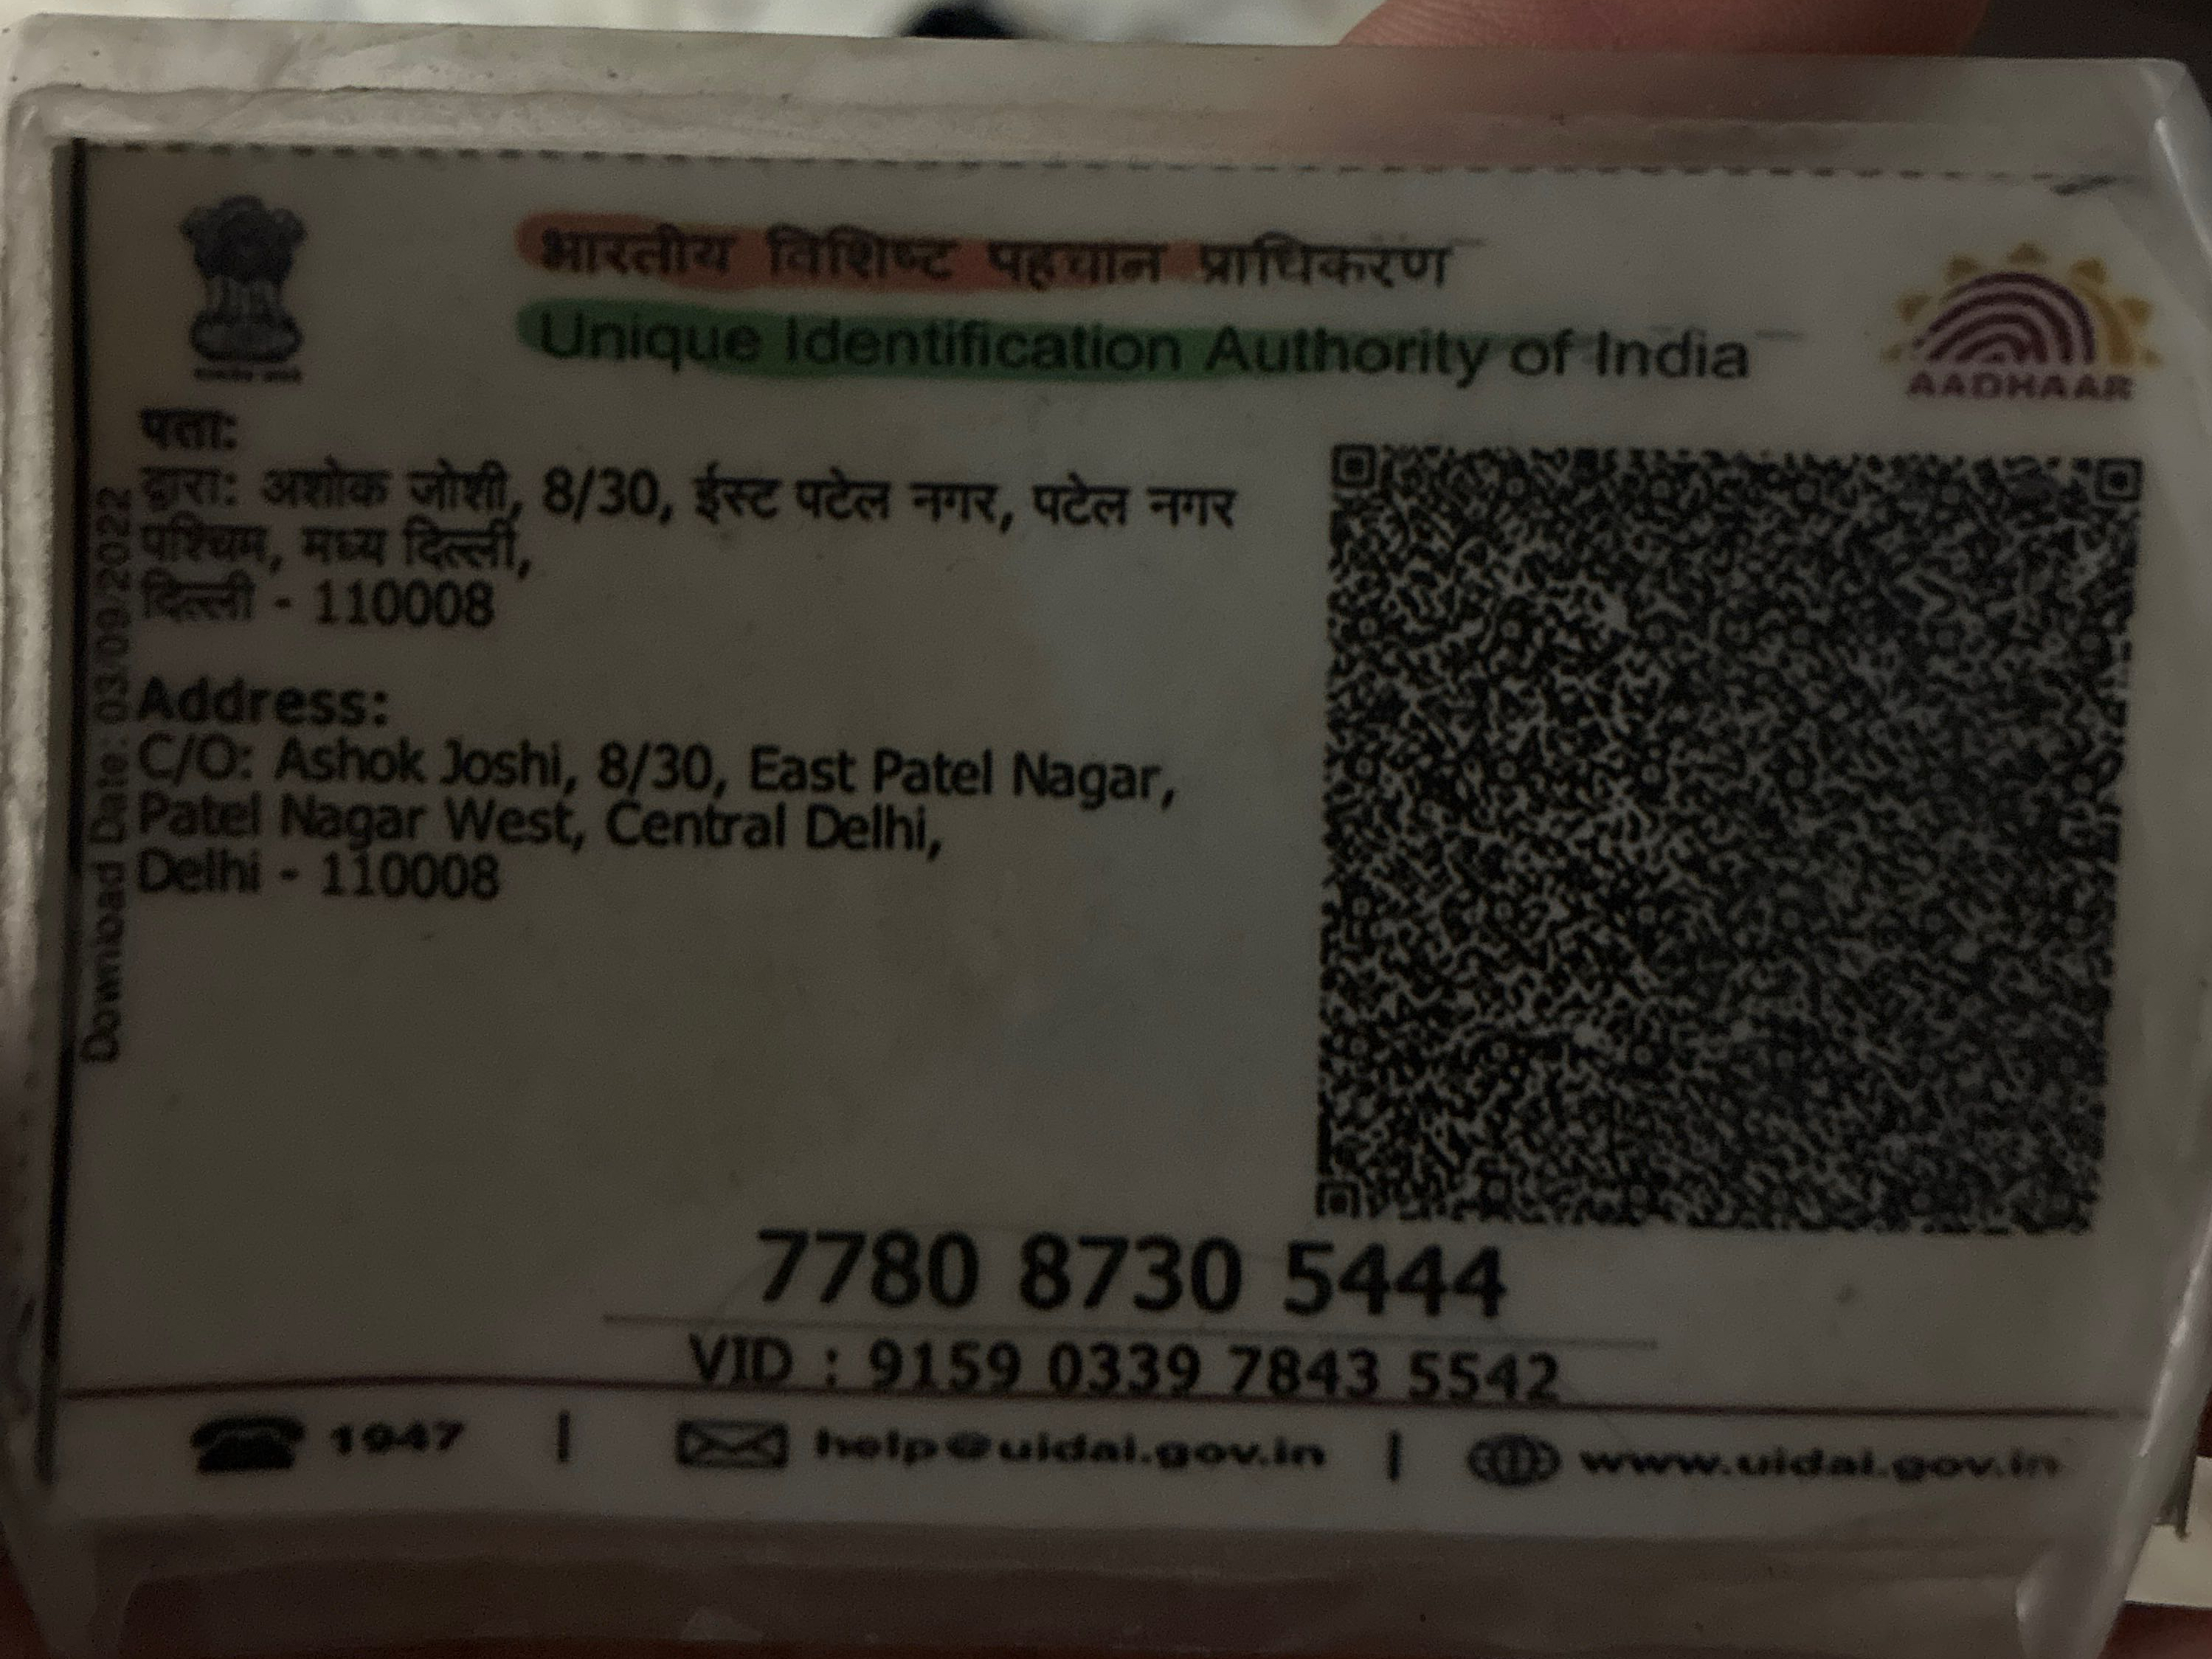 भारतीय विशिष्ट पहचान प्राधिकरण
Unique Identification Authority of India
AADHAAR
पता:
द्वारा: अशोक जोशी, 8/30, ईस्ट पटेल नगर, पटेल नगर
पश्चिम, मध्य दिल्ली,
दिल्ली - 110008
Address:
C/O: Ashok Joshi, 8/30, East Patel Nagar,
Patel Nagar West, Central Delhi,
Delhi - 110008
Download Date: 03/09/2022
7780 8730 5444
VID : 9159 0339 7843 5542
1947 | help@uidai.gov.in | www.uidai.gov.in